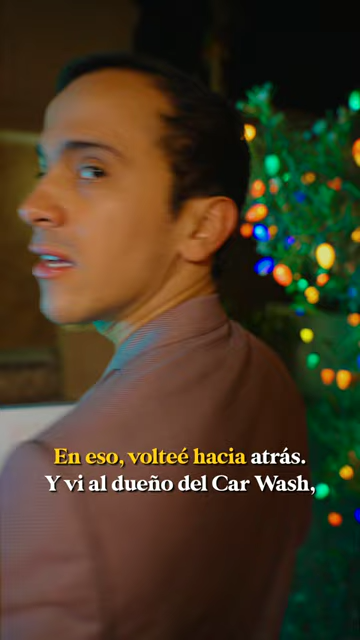 En eso, volteé hacia atrás.
Y vi al dueño del Car Wash,